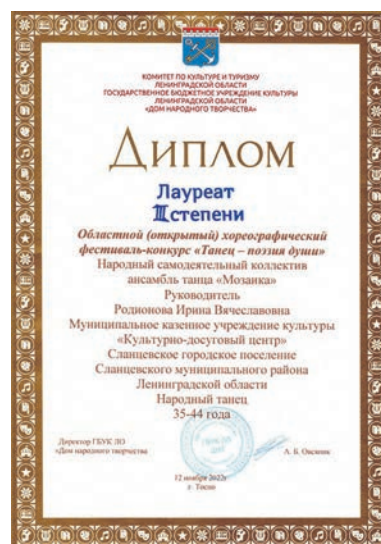 КОМИТЕТ ПО КУЛЬТУРЕ И ТУРИЗМУ
ЛЕНИНГРАДСКОЙ ОБЛАСТИ
ГОСУДАРСТВЕННОЕ БЮДЖЕТНОЕ УЧРЕЖДЕНИЕ КУЛЬТУРЫ
ЛЕНИНГРАДСКОЙ ОБЛАСТИ
«ДОМ НАРОДНОГО ТВОРЧЕСТВА»
ДИПЛОМ
Лауреат
III степени
Областной (открытый) хореографический
фестиваль-конкурс «Танец – поэзия души»
Народный самодеятельный коллектив
ансамбль танца «Мозаика»
Руководитель
Родионова Ирина Вячеславовна
Муниципальное казенное учреждение культуры
«Культурно-досуговый центр»
Сланцевское городское поселение
Сланцевского муниципального района
Ленинградской области
Народный танец
35-44 года
Директор ГБУК ЛО
«Дом народного творчества
А. Б.
12 ноября 2022г
г. Тосно